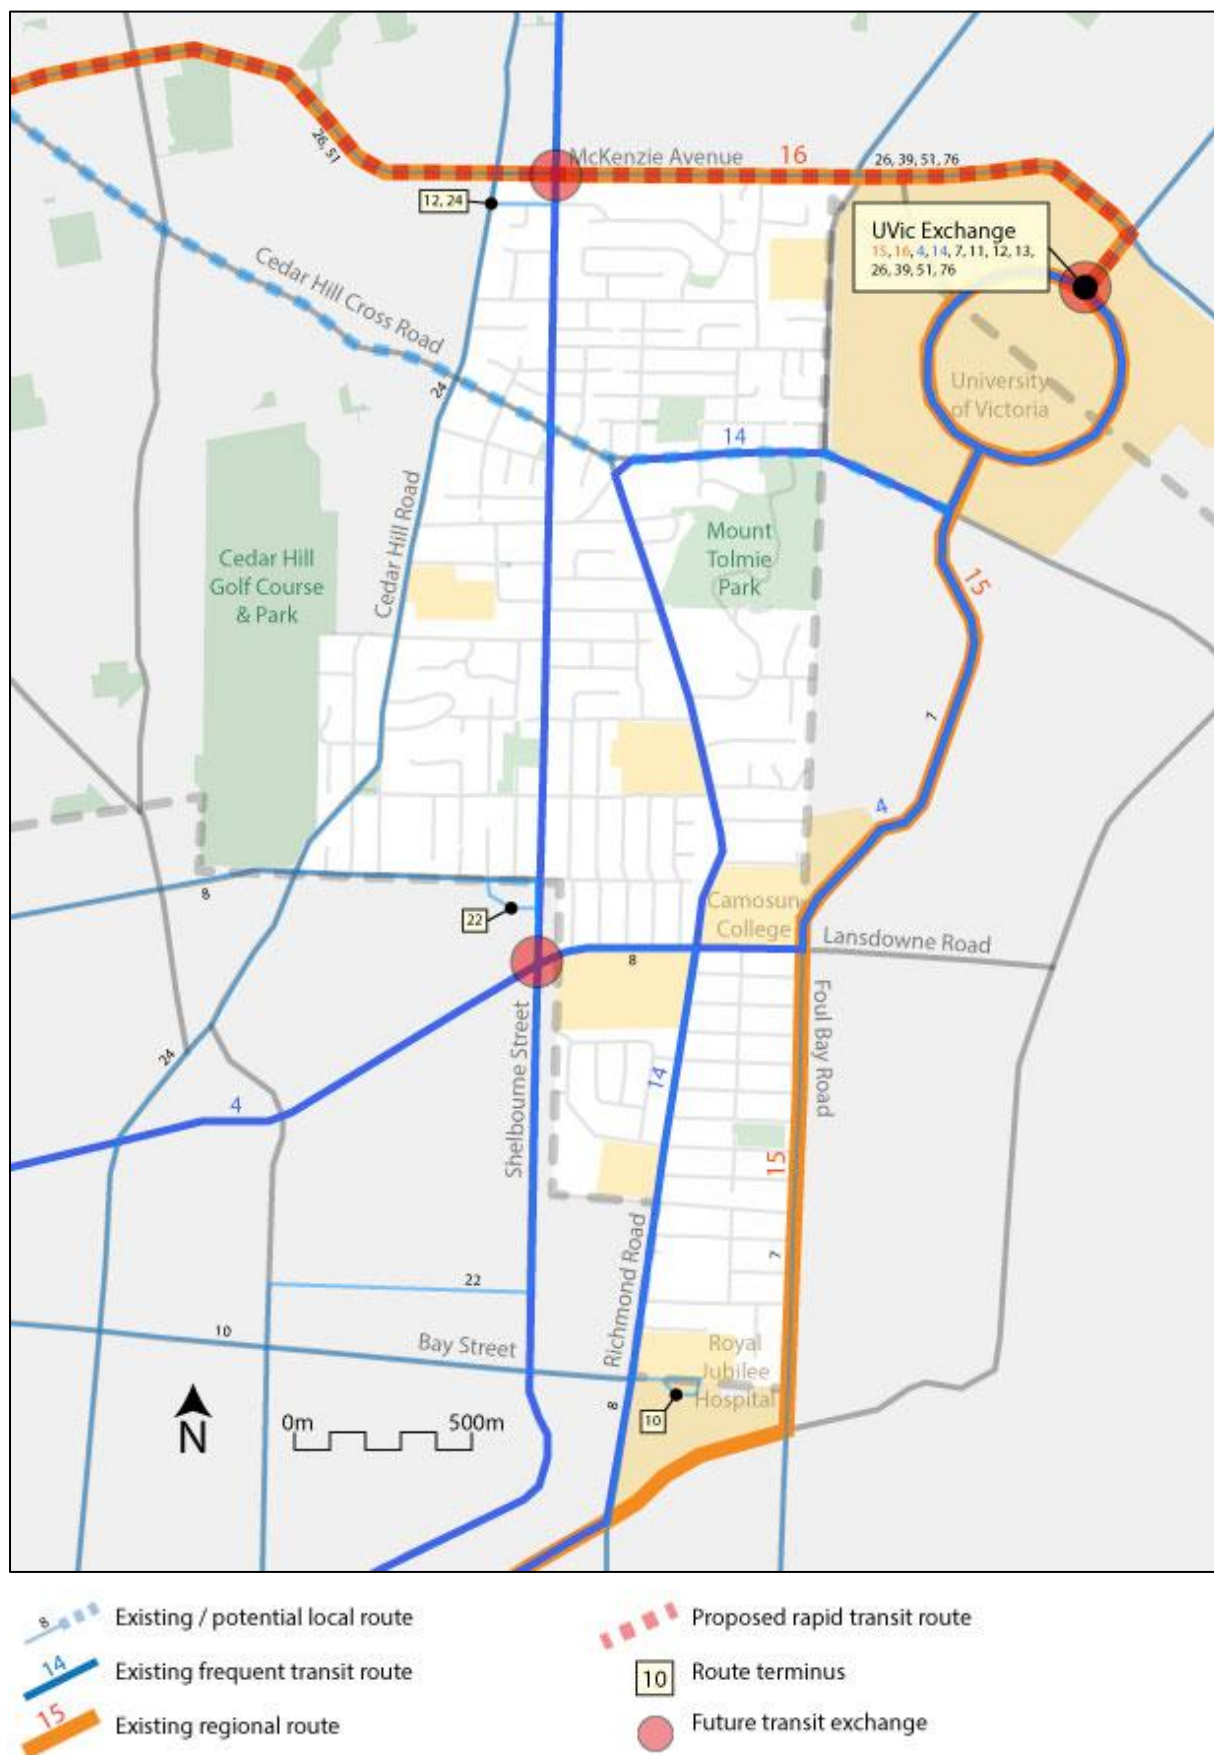 26, 51
McKenzie Avenue
16
26, 39, 51, 76
12, 24
UVic Exchange
15, 16, 4, 14, 7, 11, 12, 13,
26, 39, 51, 76
Cedar Hill Cross Road
24
University
of Victoria
14
Cedar Hill Road
Mount
Tolmie
Park
Cedar Hill
Golf Course
& Park
15
7
4
8
22
Camosun
College
Lansdowne Road
8
Shelbourne Street
Foul Bay Road
24
14
4
15
Richmond Road
7
22
10
Bay Street
Royal
Jubilee
Hospital
8
10
N
0m 500m
8 Existing / potential local route
14 Existing frequent transit route
15 Existing regional route
Proposed rapid transit route
10 Route terminus
Future transit exchange